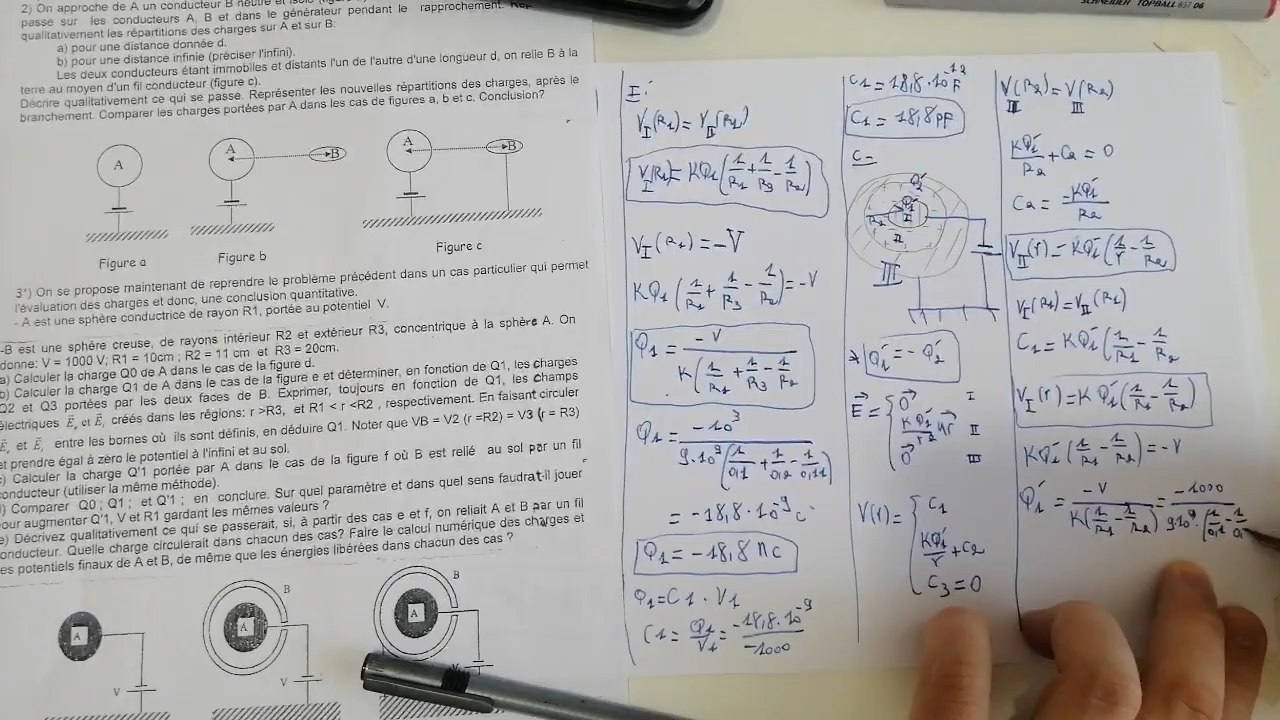 2) On approche de A un conducteur B neutre et isolé
passe sur les conducteurs A, B et dans le générateur pendant le rapprochement.
qualitativement les répartitions des charges sur A et sur B:
a) pour une distance donnée d.
b) pour une distance infinie (préciser l'infini).
Les deux conducteurs étant immobiles et distants l'un de l'autre d'une longueur d, on relie B à la
terre au moyen d'un fil conducteur (figure c).
Décrire qualitativement ce qui se passe. Représenter les nouvelles répartitions des charges, après le
branchement. Comparer les charges portées par A dans les cas de figures a, b et c. Conclusion?
A
A
B
A
B
Figure a
Figure b
Figure c
3°) On se propose maintenant de reprendre le problème précédent dans un cas particulier qui permet
l'évaluation des charges et donc, une conclusion quantitative.
- A est une sphère conductrice de rayon R1, portée au potentiel V.
-B est une sphère creuse, de rayons intérieur R2 et extérieur R3, concentrique à la sphère A. On
donne: V = 1000 V; R1 = 10cm ; R2 = 11 cm et R3 = 20cm.
a) Calculer la charge Q0 de A dans le cas de la figure d.
b) Calculer la charge Q1 de A dans le cas de la figure e et déterminer, en fonction de Q1, les charges
Q2 et Q3 portées par les deux faces de B. Exprimer, toujours en fonction de Q1, les champs
électriques E⃗e et E⃗i créés dans les régions: r >R3, et R1 < r <R2 , respectivement. En faisant circuler
E⃗e et E⃗i entre les bornes où ils sont définis, en déduire Q1. Noter que VB = V2 (r =R2) = V3 (r = R3)
et prendre égal à zéro le potentiel à l'infini et au sol.
c) Calculer la charge Q'1 portée par A dans le cas de la figure f où B est relié au sol par un fil
conducteur (utiliser la même méthode).
d) Comparer Q0 ; Q1 ; et Q'1 ; en conclure. Sur quel paramètre et dans quel sens faudrat-il jouer
pour augmenter Q'1, V et R1 gardant les mêmes valeurs ?
e) Décrivez qualitativement ce qui se passerait, si, à partir des cas e et f, on reliait A et B par un fil
conducteur. Quelle charge circulerait dans chacun des cas? Faire le calcul numérique des charges et
les potentiels finaux de A et B, de même que les énergies libérées dans chacun des cas ?
A
V
B
A
V
B
A
V
I:
V_I(R1) = V_II(R1)
V_I(R1) = KQ1(1/R1 + 1/R3 - 1/R2)
V_I(R1) = -V
KQ1(1/R1 + 1/R3 - 1/R2) = -V
Q1 = -V / K(1/R1 + 1/R3 - 1/R2
Q1 = -10³ / 9.10⁹(1/0,1 + 1/0,2 - 1/0,11)
= -18,8.10⁻⁹ C
Q1 = -18,8 nC
Q1 = C1 . V1
C1 = Q1/V1 = -18,8.10⁻⁹ / -1000
C1 = 18,8.10⁻¹² F
C1 = 18,8 pF
C-
Q'2
Q'1
R2
I
II
III
* Q'1 = -Q'2
E⃗ = { 0⃗ I
KQ'1/r² u⃗r II
0⃗ III
V(r) = { C1
KQ'1/r + C2
C3 = 0
V_II(R2) = V_III(R2)
KQ'1/R2 + C2 = 0
C2 = -KQ'1/R2
V_II(r) = KQ'1(1/r - 1/R2)
V_I(R1) = V_II(R1)
C1 = KQ'1(1/R1 - 1/R2
V_I(r) = KQ'1(1/R1 - 1/R2)
KQ'1(1/R1 - 1/R2) = -V
Q'1 = -V / K(1/R1 - 1/R2) = -1000 / 9.10⁹.(1/0,1 - 1/0,
SCHNEIDER TOPBALL 857 06